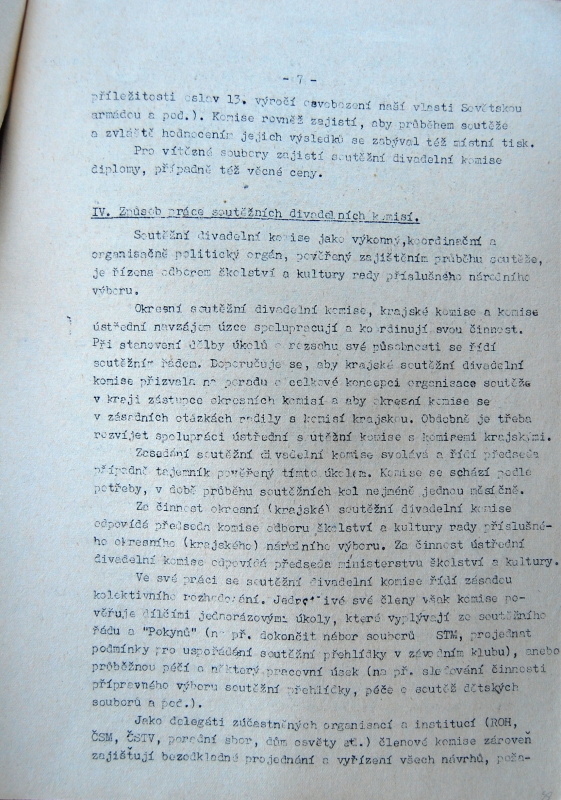 - 7 -
příležitosti oslav 13. výročí osvobození naší vlasti Sovětskou
armádou a pod.). Komise rovněž zajistí, aby průběhem soutěže
a zvláště hodnocením jejich výsledků se zabýval též místní tisk.
Pro vítězné soubory zajistí soutěžní divadelní komise
diplomy, případně též věcné ceny.
IV. Způsob práce soutěžních divadelních komisí.
Soutěžní divadelní komise jako výkonný,koordinační a
organisačně politický orgán, pověřený zajištěním průběhu soutěže,
je řízena odborem školství a kultury rady příslušného národního
výboru.
Okresní soutěžní divadelní komise, krajské komise a komise
ústřední navzájem úzce spolupracují a koordinují svou činnost.
Při stanovení dělby úkolů a rozsahu své působnosti se řídí
soutěžním řádem. Doporučuje se, aby krajské soutěžní divadelní
komise přizvala na poradu o celkové koncepci organisace soutěže
v kraji zástupce okresních komisí a aby okresní komise se
v zásadních otázkách radily s komisí krajskou. Obdobně je třeba
rozvíjet spolupráci ústřední soutěžní komise s komisemi krajskými.
Zasedání soutěžní divadelní komise svolává a řídí předseda
případně tajemník pověřený tímto úkolem. Komise se schází podle
potřeby, v době průběhu soutěžních kol nejméně jednou měsíčně.
Za činnost okresní (krajské) soutěžní divadelní komise
odpovídá předseda komise odboru školství a kultury rady příslušné-
ho okresního (krajského) národního výboru. Za činnost ústřední
divadelní komise odpovídá předseda ministerstvu školství a kultury.
Ve své práci se soutěžní divadelní komise řídí zásadou
kolektivního rozhodování. Jednotlivé své členy však komise po-
věřuje dílčími jednorázovými úkoly, které vyplývají ze soutěžního
řádu a "Pokynů" (na př. dokončit nábor souborů STM, projednat
podmínky pro uspořádání soutěžní přehlídky v závodním klubu), anebo
průběžnou péčí o některý pracovní úsek (na př. sledování činnosti
přípravného výboru soutěžní přehlídky, péče o soutěž dětských
souborů a pod.).
Jako delegáti zúčastněných organisací a institucí (ROH,
ČSM, ČSTV, poradní sbor, dům osvěty atd.) členové komise zároveň
zajišťují bezodkladné projednání a vyřízení všech návrhů, poža-